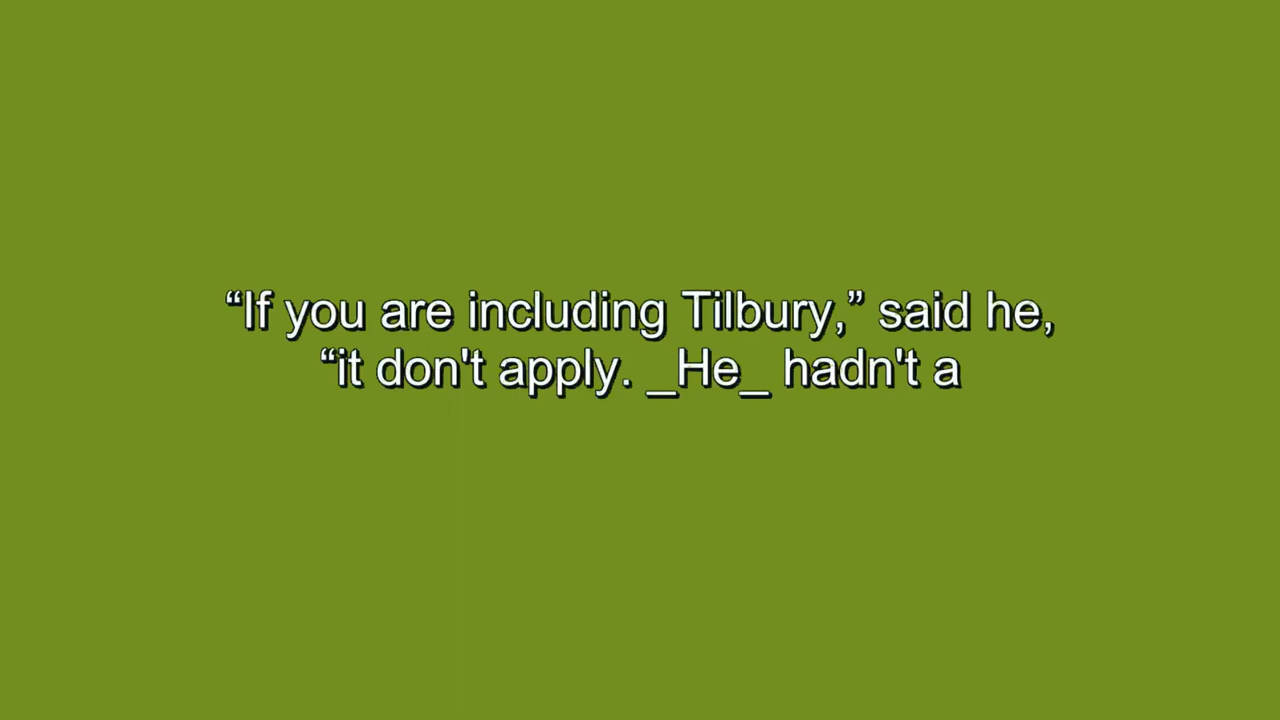 “If you are including Tilbury,” said he,
“it don't apply. _He_ hadn't a